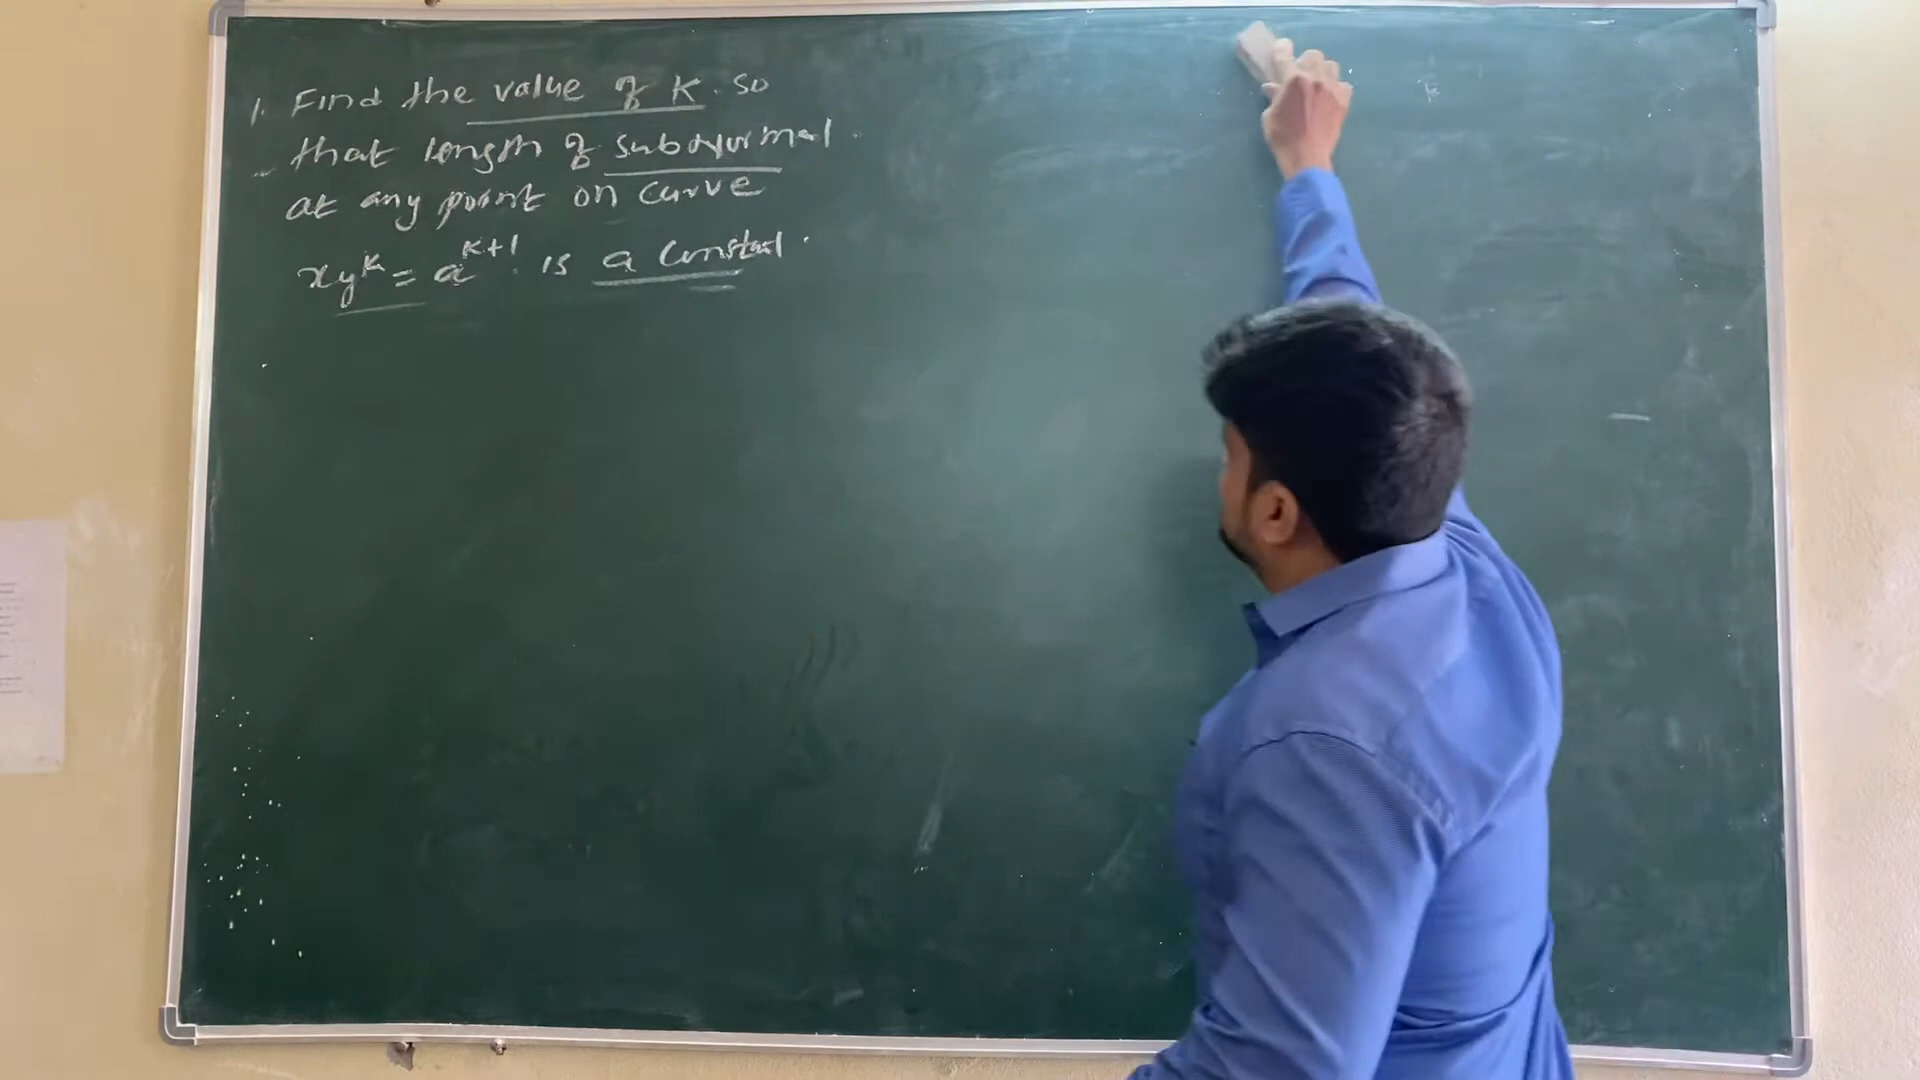 1. Find the value of K so
that length of subnormal
at any point on curve
xy^k = a^{k+1} is a constant.